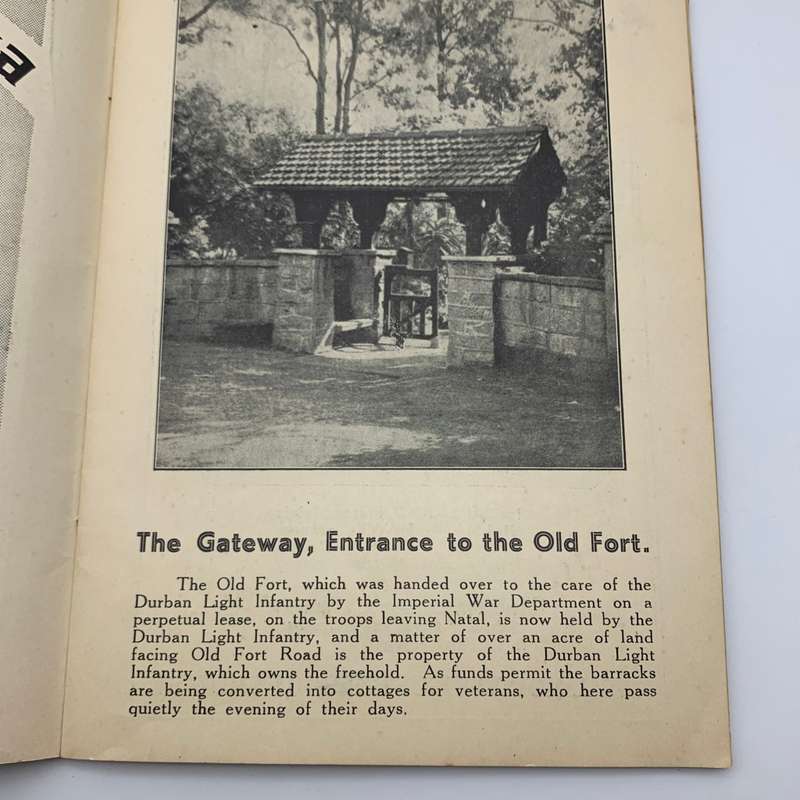 The Gateway, Entrance to the Old Fort.
The Old Fort, which was handed over to the care of the
Durban Light Infantry by the Imperial War Department on a
perpetual lease, on the troops leaving Natal, is now held by the
Durban Light Infantry, and a matter of over an acre of land
facing Old Fort Road is the property of the Durban Light
Infantry, which owns the freehold. As funds permit the barracks
are being converted into cottages for veterans, who here pass
quietly the evening of their days.